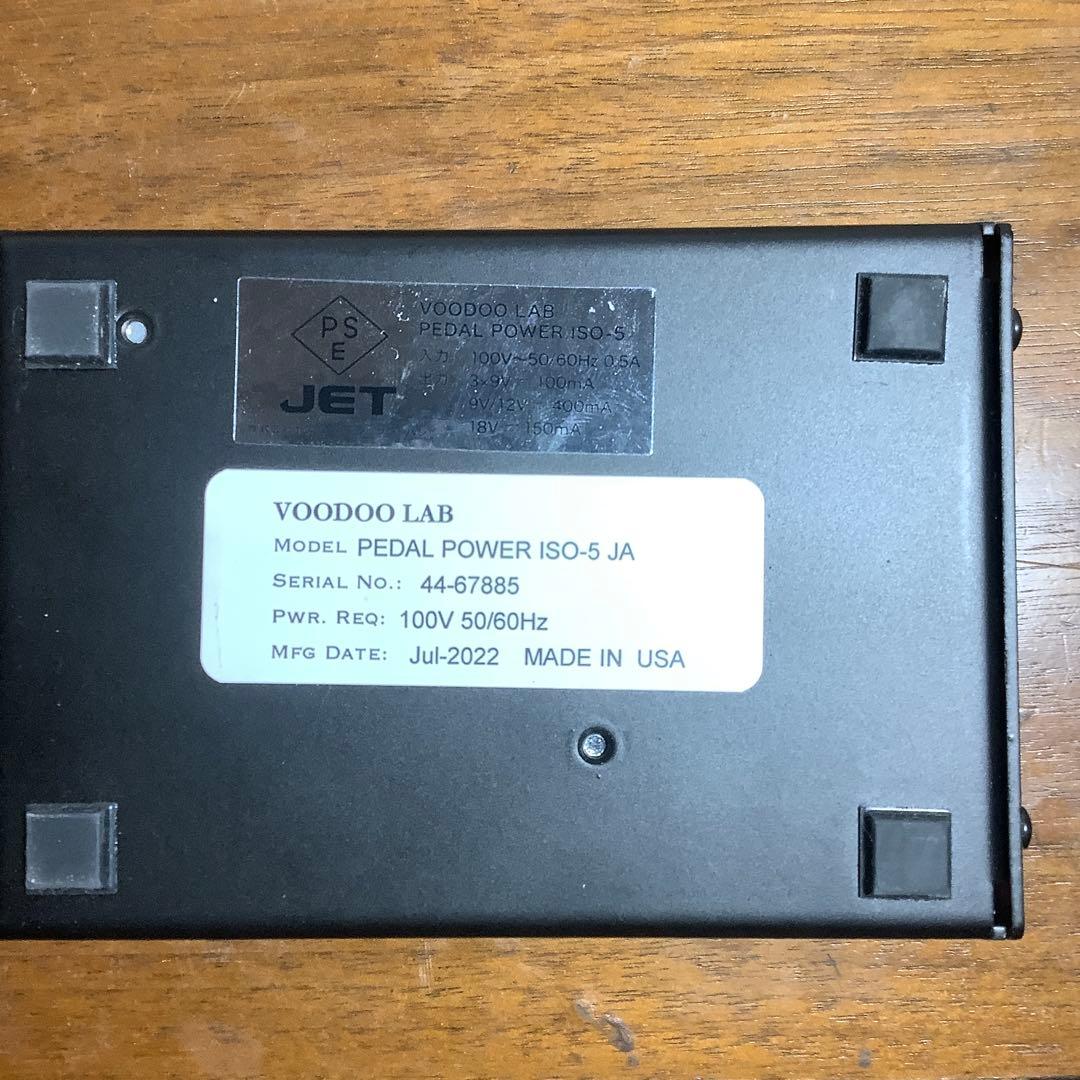 PS
E
JET
VOODOO LAB
PEDAL POWER ISO-5
入力 100V~50/60Hz 0.5A
出力 3×9V 100mA
9V/12V 400mA
18V 150mA
VOODOO LAB
MODEL PEDAL POWER ISO-5 JA
SERIAL NO.: 44-67885
PWR. REQ: 100V 50/60Hz
MFG DATE: Jul-2022 MADE IN USA